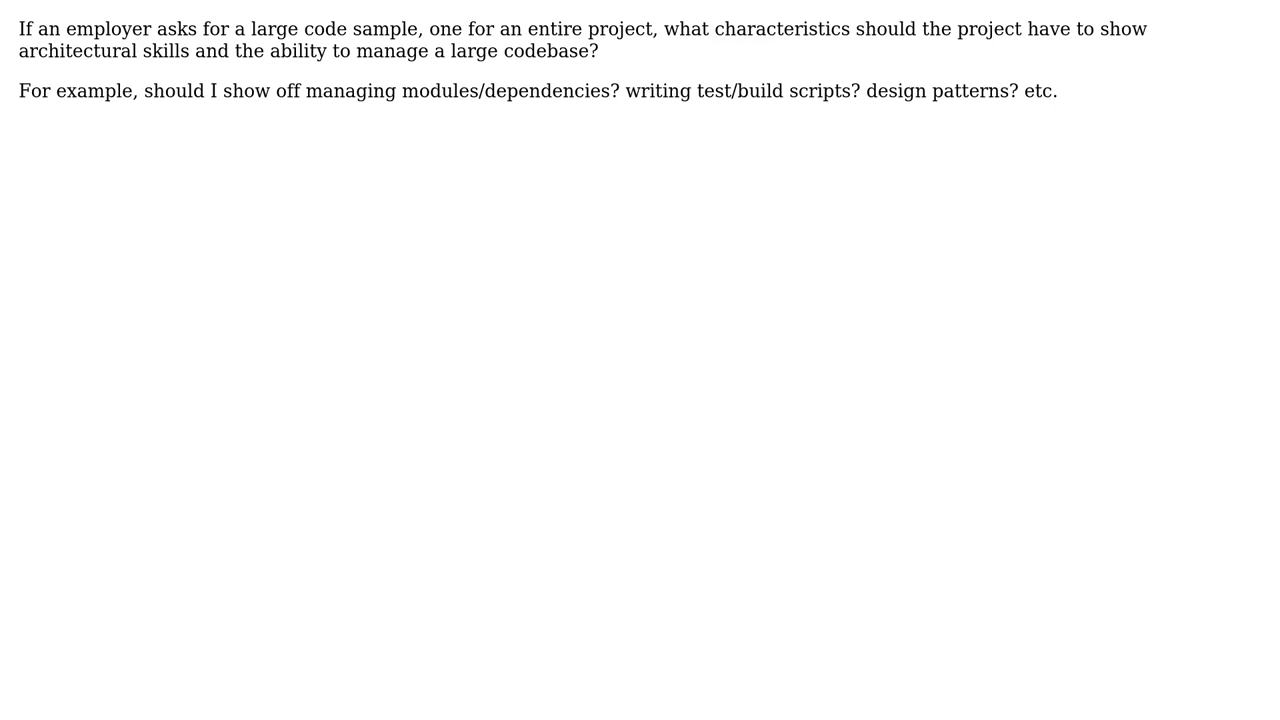 If an employer asks for a large code sample, one for an entire project, what characteristics should the project have to show
architectural skills and the ability to manage a large codebase?
For example, should I show off managing modules/dependencies? writing test/build scripts? design patterns? etc.